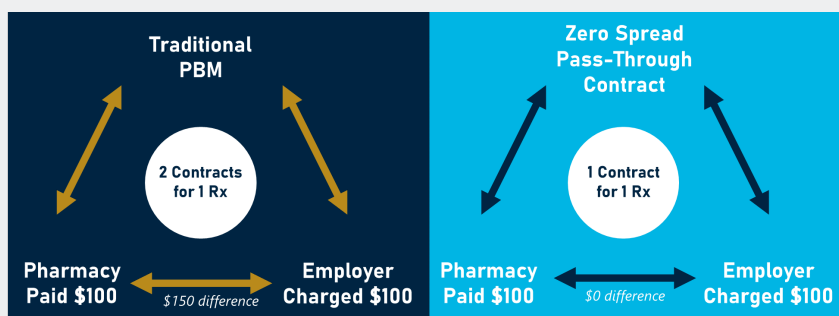 Traditional
PBM
2 Contracts
for 1 Rx
Pharmacy
Paid $100
$150 difference
Employer
Charged $100
Zero Spread
Pass-Through
Contract
1 Contract
for 1 Rx
Pharmacy
Paid $100
$0 difference
Employer
Charged $100